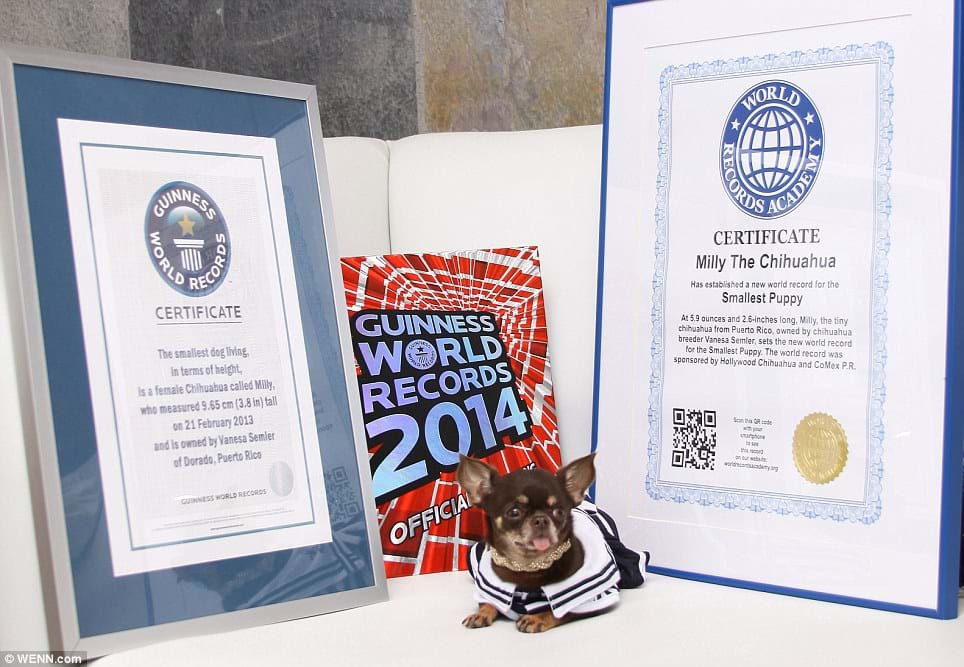 GUINNESS
WORLD RECORDS
CERTIFICATE
The smallest dog living,
in terms of height,
is a female Chihuahua called Milly,
who measured 9.65 cm (3.8 in) tall
on 21 February 2013
and is owned by Vanesa Semler
of Dorado, Puerto Rico
GUINNESS WORLD RECORDS
GUINNESS
WORLD
RECORDS
2014
OFFICIA
WORLD
RECORDS ACADEMY
CERTIFICATE
Milly The Chihuahua
Has established a new world record for the
Smallest Puppy
At 5.9 ounces and 2.6-inches long, Milly, the tiny
chihuahua from Puerto Rico, owned by chihuahua
breeder Vanesa Semler, sets the new world record
for the Smallest Puppy. The world record was
sponsored by Hollywood Chihuahua and CoMex P.R.
Scan this QR code
with your
smartphone
to see
this record
on our website:
worldrecordsacademy.org
© WENN.com